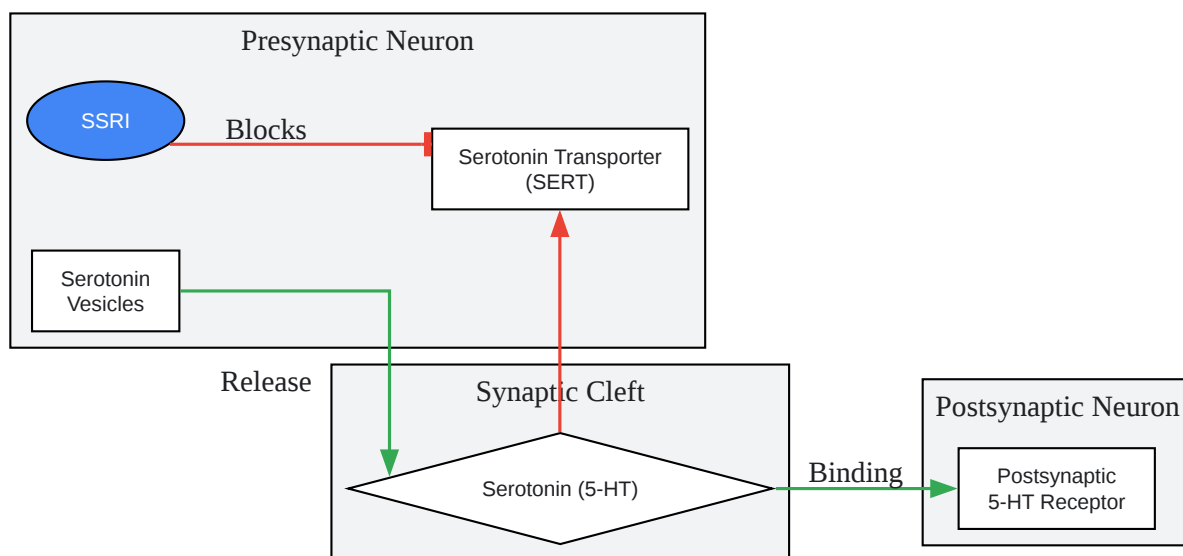 Presynaptic Neuron
SSRI
Blocks
Serotonin Transporter
(SERT)
Serotonin
Vesicles
Release
Synaptic Cleft
Postsynaptic Neuron
Serotonin (5-HT)
Binding
Postsynaptic
5-HT Receptor